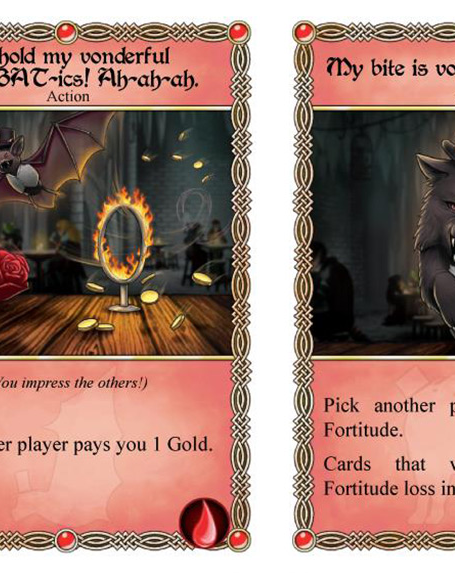 hold my vonderful
BAT-ics! Ah-ah-ah.
Action
You impress the others!)
er player pays you 1 Gold.
My bite is vo
Pick another p
Fortitude.
Cards that v
Fortitude loss in